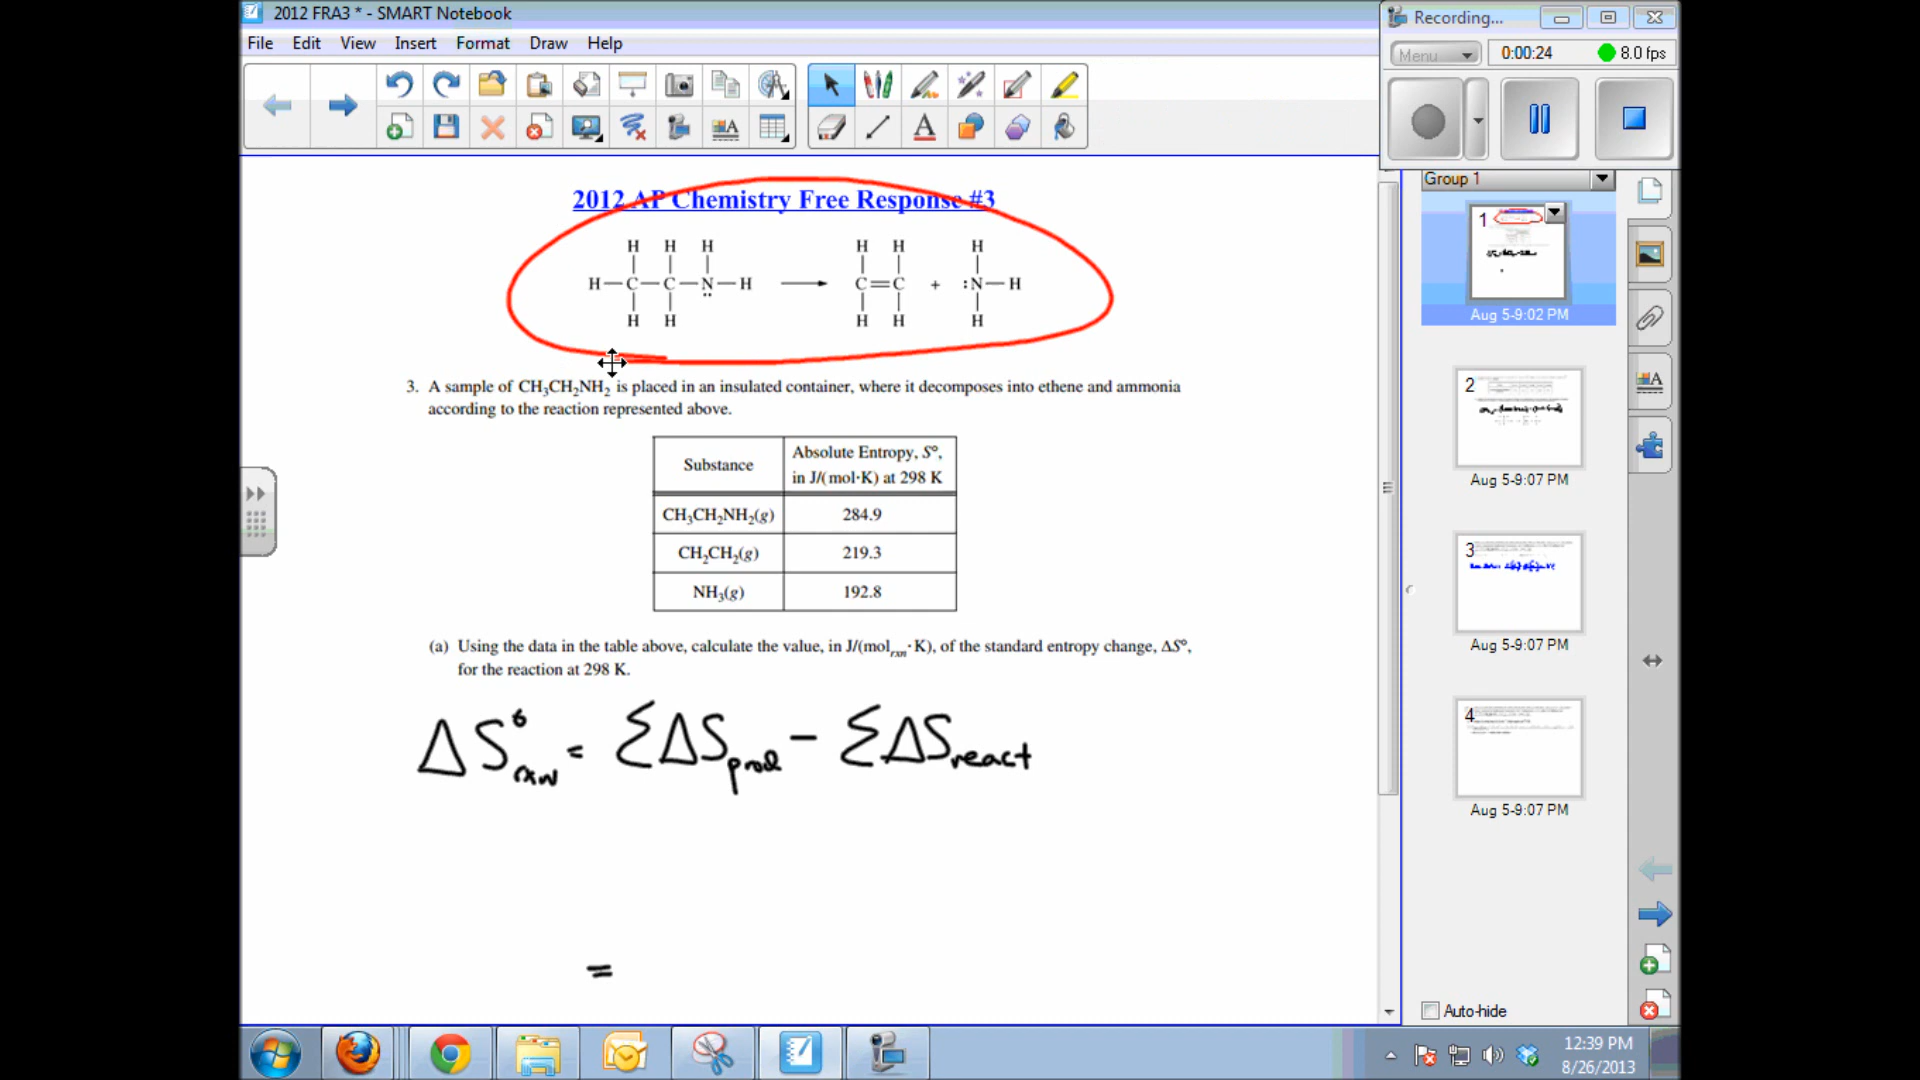 2012 FRA3 * - SMART Notebook
File Edit View Insert Format Draw Help
Recording...
Menu 0:00:24 8.0 fps
2012 AP Chemistry Free Response #3
H H H H H H
H—C—C—N—H ⟶ C=C + :N—H
H H H H H
3. A sample of CH₃CH₂NH₂ is placed in an insulated container, where it decomposes into ethene and ammonia
according to the reaction represented above.
Substance Absolute Entropy, S°, in J/(mol·K) at 298 K
CH₃CH₂NH₂(g) 284.9
CH₂CH₂(g) 219.3
NH₃(g) 192.8
(a) Using the data in the table above, calculate the value, in J/(molrxn·K), of the standard entropy change, ΔS°,
for the reaction at 298 K.
ΔS°rxn = ΣΔSprod − ΣΔSreact
=
Group 1
1
Aug 5-9:02 PM
2
Aug 5-9:07 PM
3
Aug 5-9:07 PM
4
Aug 5-9:07 PM
Auto-hide
12:39 PM
8/26/2013